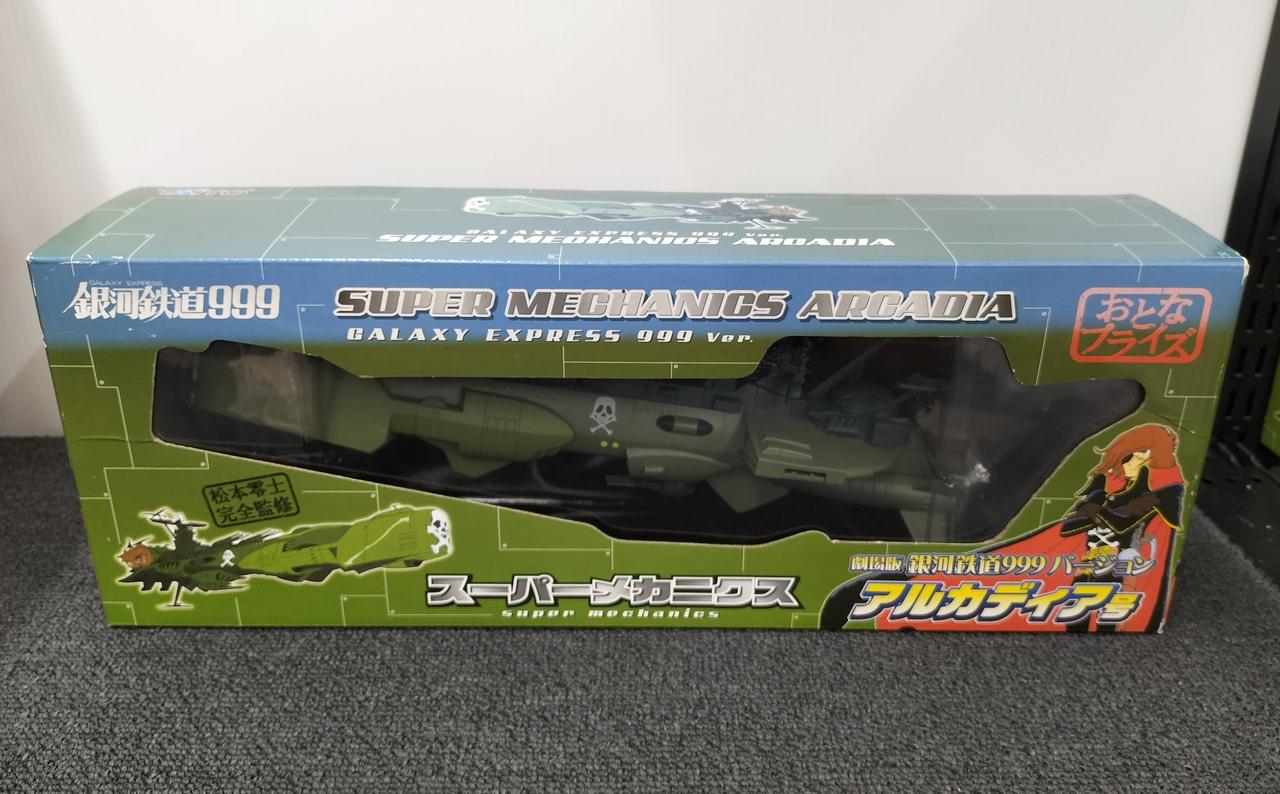 GALAXY EXPRESS 999 Ver.
SUPER MECHANICS ARCADIA
GALAXY EXPRESS
銀河鉄道999
SUPER MECHANICS ARCADIA
GALAXY EXPRESS 999 Ver.
おとな
プライズ
松本零士
完全監修
スーパーメカニクス
super mechanics
劇場版 銀河鉄道999 バージョン
アルカディア号